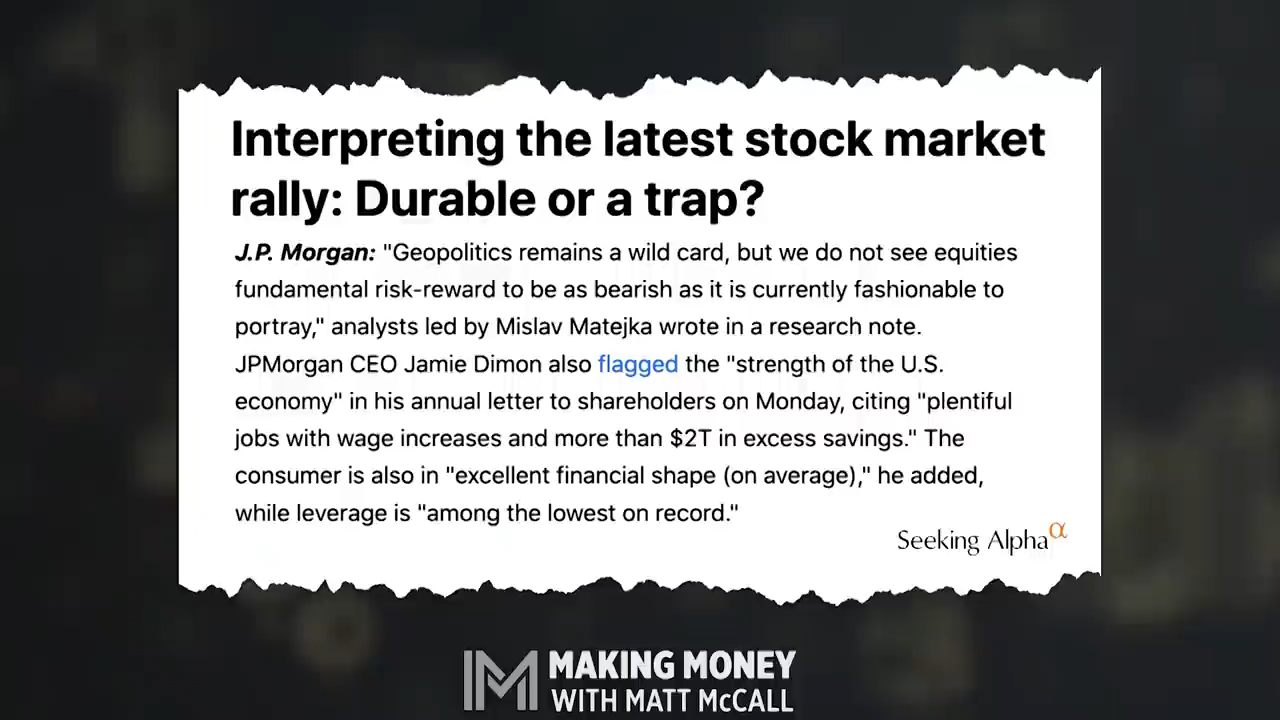 Interpreting the latest stock market
rally: Durable or a trap?
J.P. Morgan: "Geopolitics remains a wild card, but we do not see equities
fundamental risk-reward to be as bearish as it is currently fashionable to
portray," analysts led by Mislav Matejka wrote in a research note.
JPMorgan CEO Jamie Dimon also flagged the "strength of the U.S.
economy" in his annual letter to shareholders on Monday, citing "plentiful
jobs with wage increases and more than $2T in excess savings." The
consumer is also in "excellent financial shape (on average)," he added,
while leverage is "among the lowest on record."
Seeking Alpha α
M MAKING MONEY
WITH MATT McCALL